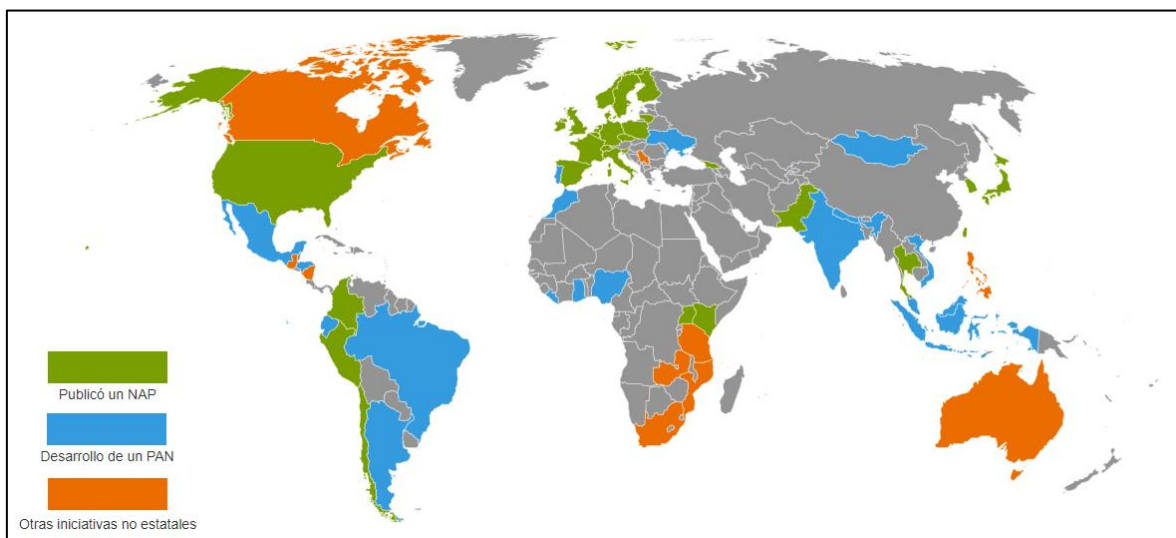 Publicó un NAP
Desarrollo de un PAN
Otras iniciativas no estatales